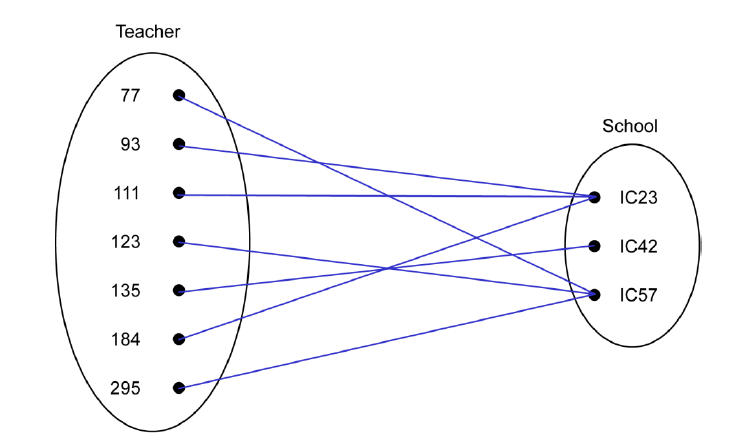 Teacher
77
93
111
123
135
184
295
School
IC23
IC42
IC57